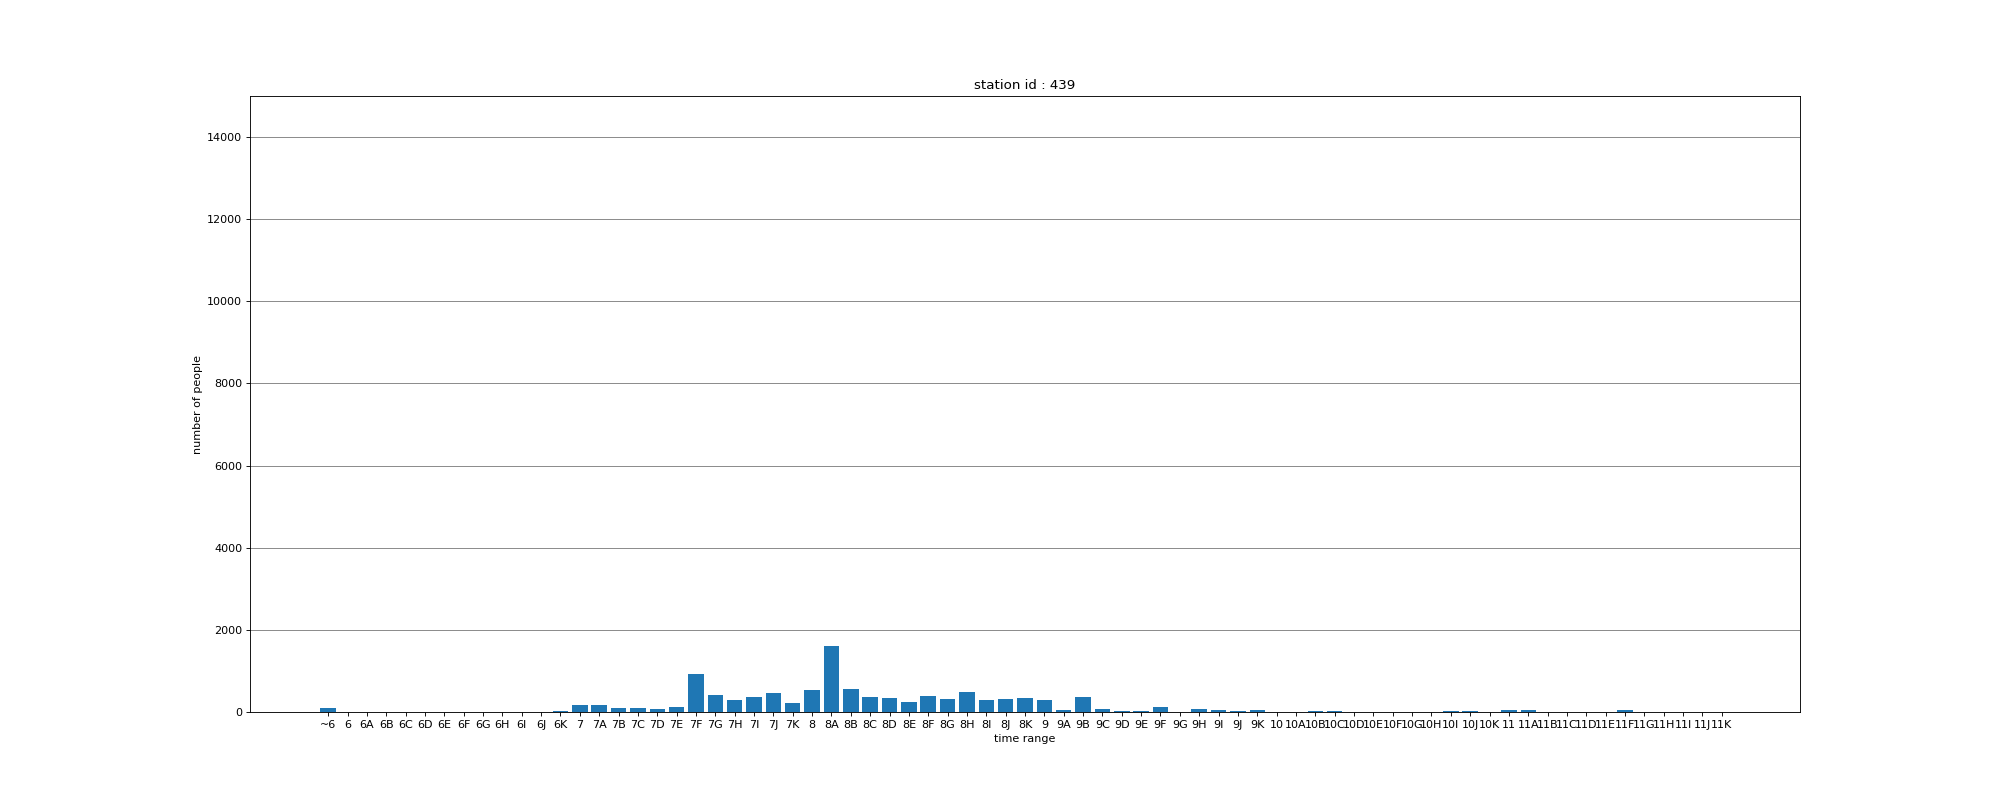 station id : 439
14000
12000
10000
8000
6000
4000
2000
0
number of people
~6 6 6A 6B 6C 6D 6E 6F 6G 6H 6I 6J 6K 7 7A 7B 7C 7D 7E 7F 7G 7H 7I 7J 7K 8 8A 8B 8C 8D 8E 8F 8G 8H 8I 8J 8K 9 9A 9B 9C 9D 9E 9F 9G 9H 9I 9J 9K 10 10A 10B 10C 10D 10E 10F 10G 10H 10I 10J 10K 11 11A 11B 11C 11D 11E 11F 11G 11H 11I 11J 11K
time range